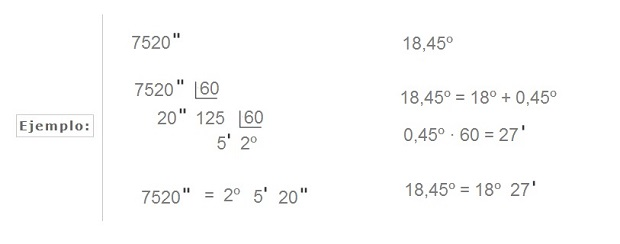 7520" 18,45º
7520" 60 18,45º = 18º + 0,45º
Ejemplo: 20" 125 60 0,45º · 60 = 27'
5' 2º
7520" = 2º 5' 20" 18,45º = 18º 27'